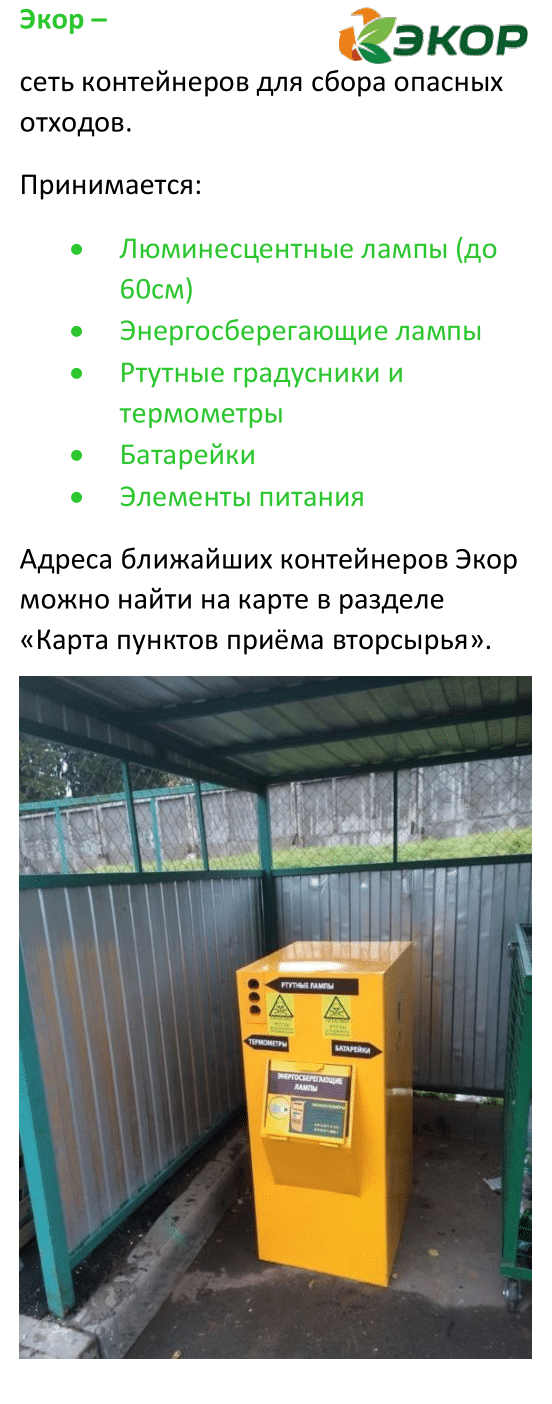 Экор –
ЭКОР
сеть контейнеров для сбора опасных
отходов.
Принимается:
• Люминесцентные лампы (до
60см)
• Энергосберегающие лампы
• Ртутные градусники и
термометры
• Батарейки
• Элементы питания
Адреса ближайших контейнеров Экор
можно найти на карте в разделе
«Карта пунктов приёма вторсырья».
РТУТНЫЕ ЛАМПЫ
ТЕРМОМЕТРЫ
БАТАРЕЙКИ
ЭНЕРГОСБЕРЕГАЮЩИЕ
ЛАМПЫ